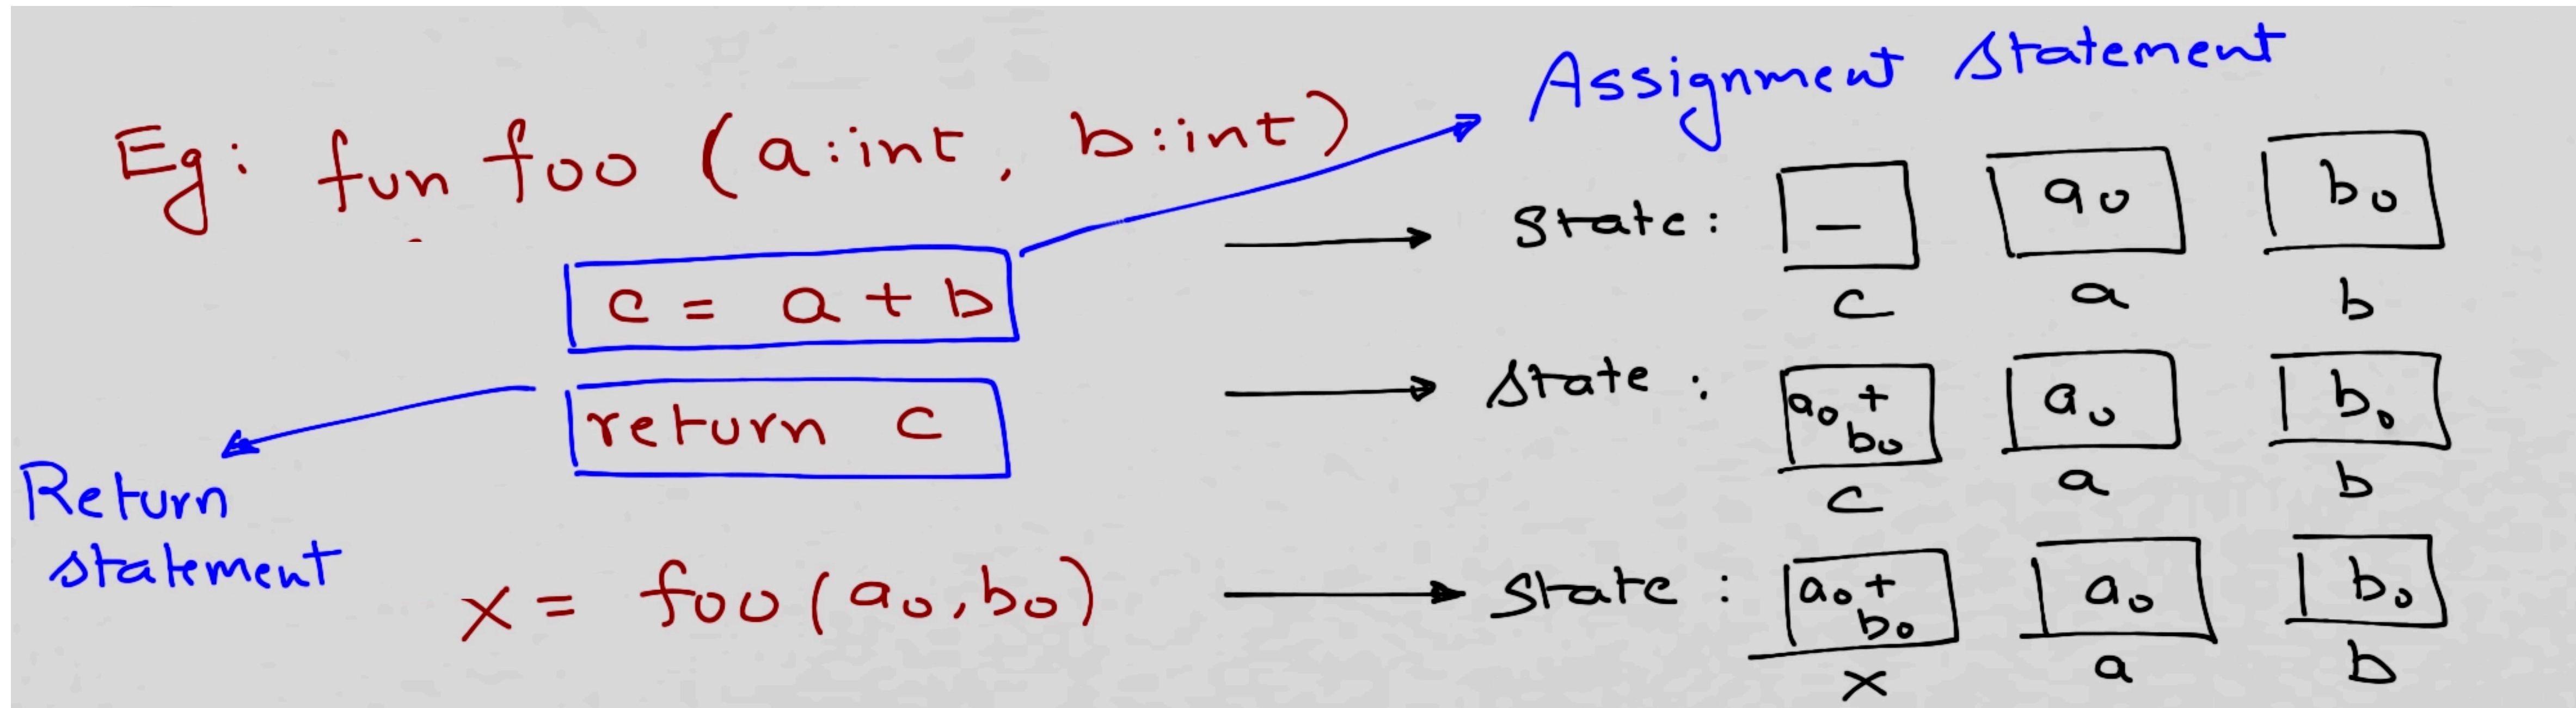 Assignment statement
Eg: fun foo (a:int, b:int)
State: – a₀ b₀
c a b
c = a + b
State: a₀ + b₀ a₀ b₀
c a b
return c
Return
statement
x = foo(a₀, b₀)
State: a₀ + b₀ a₀ b₀
x a b